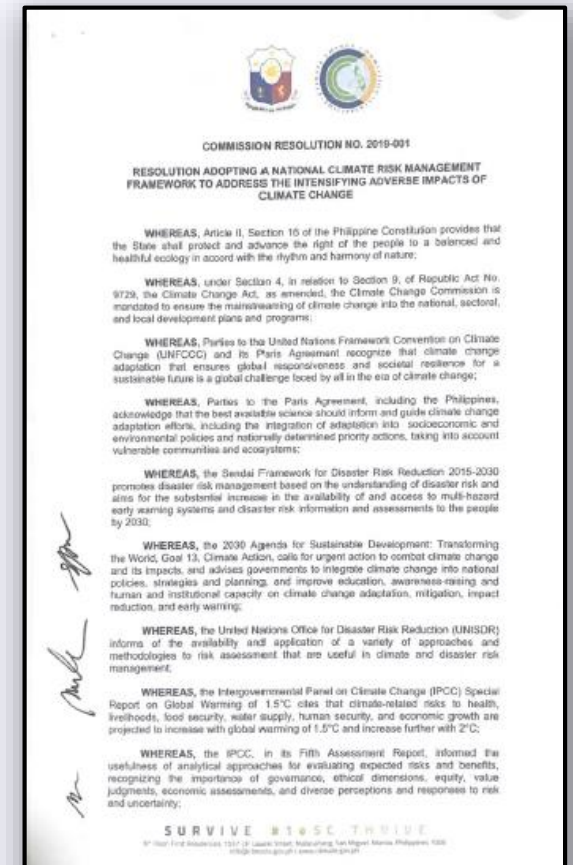 COMMISSION RESOLUTION NO. 2019-001
RESOLUTION ADOPTING A NATIONAL CLIMATE RISK MANAGEMENT
FRAMEWORK TO ADDRESS THE INTENSIFYING ADVERSE IMPACTS OF
CLIMATE CHANGE
WHEREAS, Article II, Section 16 of the Philippine Constitution provides that
the State shall protect and advance the right of the people to a balanced and
healthful ecology in accord with the rhythm and harmony of nature;
WHEREAS, under Section 4, in relation to Section 9, of Republic Act No.
9729, the Climate Change Act, as amended, the Climate Change Commission is
mandated to ensure the mainstreaming of climate change into the national, sectoral,
and local development plans and programs;
WHEREAS, Parties to the United Nations Framework Convention on Climate
Change (UNFCCC) and its Paris Agreement recognize that climate change
adaptation that ensures global responsiveness and societal resilience for a
sustainable future is a global challenge faced by all in the era of climate change;
WHEREAS, Parties to the Paris Agreement, including the Philippines,
acknowledge that the best available science should inform and guide climate change
adaptation efforts, including the integration of adaptation into socioeconomic and
environmental policies and nationally determined priority actions, taking into account
vulnerable communities and ecosystems;
WHEREAS, the Sendai Framework for Disaster Risk Reduction 2015-2030
promotes disaster risk management based on the understanding of disaster risk and
aims for the substantial increase in the availability of and access to multi-hazard
early warning systems and disaster risk information and assessments to the people
by 2030;
WHEREAS, the 2030 Agenda for Sustainable Development: Transforming
the World, Goal 13, Climate Action, calls for urgent action to combat climate change
and its impacts, and advises governments to integrate climate change into national
policies, strategies and planning, and improve education, awareness-raising and
human and institutional capacity on climate change adaptation, mitigation, impact
reduction, and early warning;
WHEREAS, the United Nations Office for Disaster Risk Reduction (UNISDR)
informs of the availability and application of a variety of approaches and
methodologies to risk assessment that are useful in climate and disaster risk
management;
WHEREAS, the Intergovernmental Panel on Climate Change (IPCC) Special
Report on Global Warming of 1.5°C cites that climate-related risks to health,
livelihoods, food security, water supply, human security, and economic growth are
projected to increase with global warming of 1.5°C and increase further with 2°C;
WHEREAS, the IPCC, in its Fifth Assessment Report, informed the
usefulness of analytical approaches for evaluating expected risks and benefits,
recognizing the importance of governance, ethical dimensions, equity, value
judgments, economic assessments, and diverse perceptions and responses to risk
and uncertainty;
SURVIVE #1o5C THRIVE